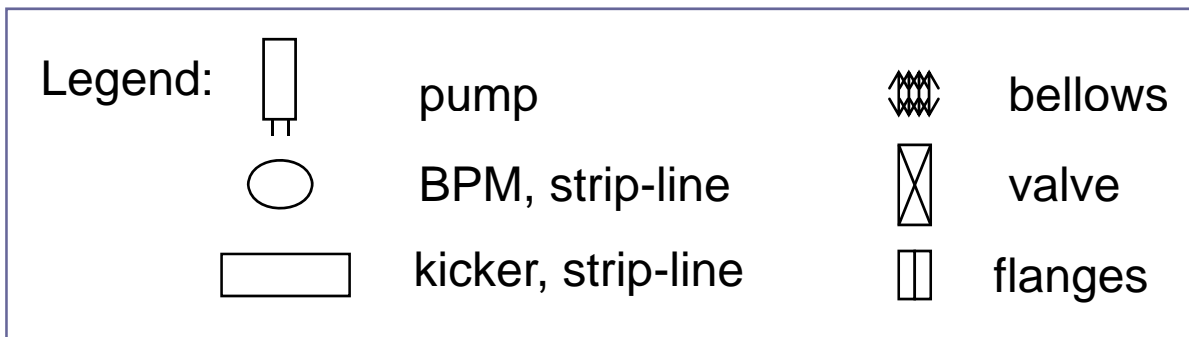 Legend:
pump
bellows
BPM, strip-line
valve
kicker, strip-line
flanges